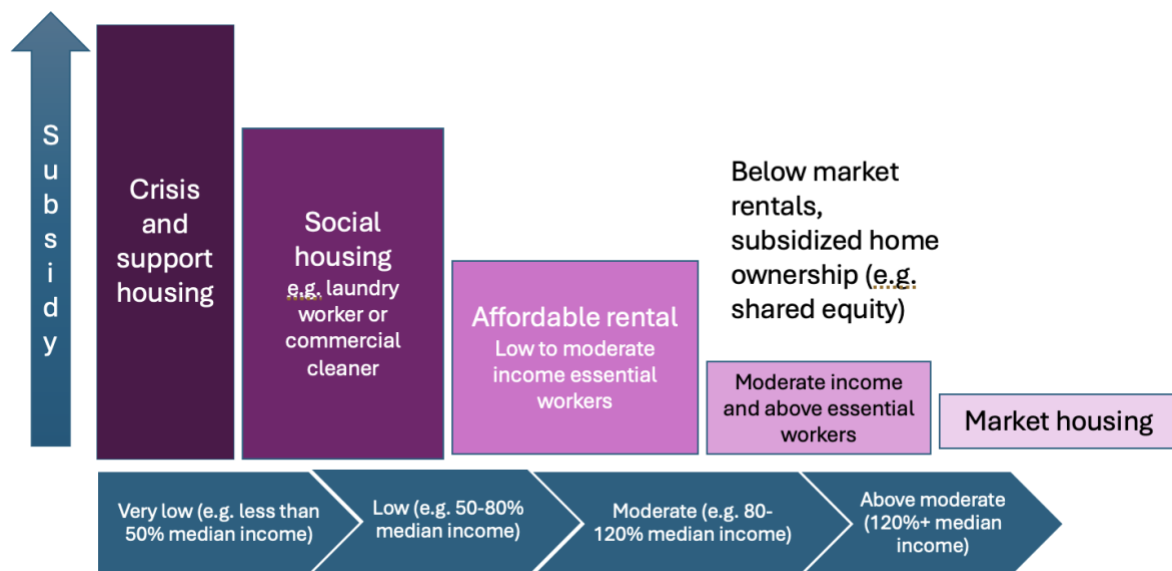 Subsidy
Crisis
and
support
housing
Social
housing
e.g. laundry
worker or
commercial
cleaner
Affordable rental
Low to moderate
income essential
workers
Below market
rentals,
subsidized home
ownership (e.g.
shared equity)
Moderate income
and above essential
workers
Market housing
Very low (e.g. less than
50% median income)
Low (e.g. 50-80%
median income)
Moderate (e.g. 80-
120% median income)
Above moderate
(120%+ median
income)